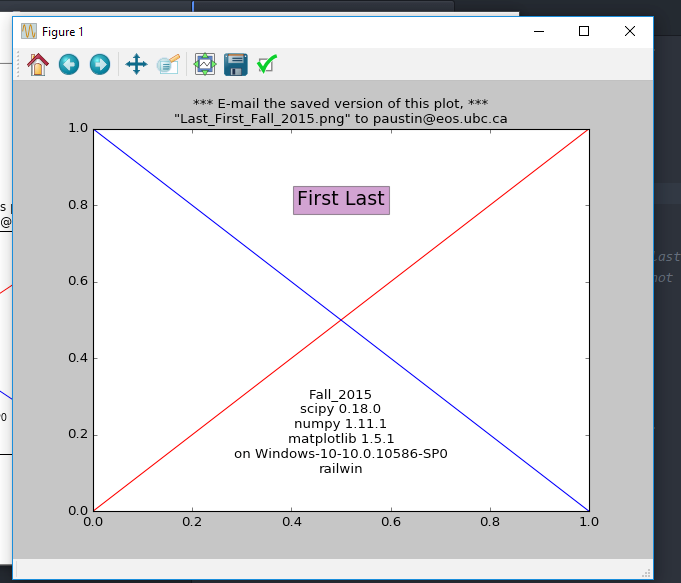 Figure 1
*** E-mail the saved version of this plot, ***
"Last_First_Fall_2015.png" to paustin@eos.ubc.ca
1.0
0.8
0.6
0.4
0.2
0.0
First Last
Fall_2015
scipy 0.18.0
numpy 1.11.1
matplotlib 1.5.1
on Windows-10-10.0.10586-SP0
railwin
0.0 0.2 0.4 0.6 0.8 1.0
s
@
P0
Last
not